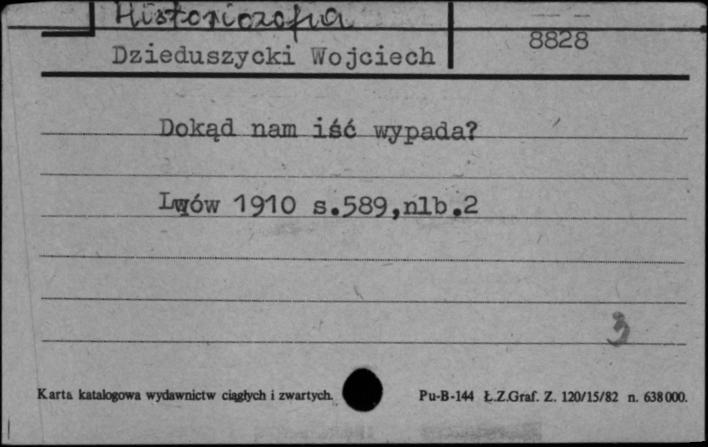 Historiozofia
Dzieduszycki Wojciech
8828
Dokąd nam iść wypada?
Lwów 1910 s.589,nlb.2
3
Karta katalogowa wydawnictw ciągłych i zwartych. Pu-B-144 Ł.Z.Graf. Z. 120/15/82 n. 638000.